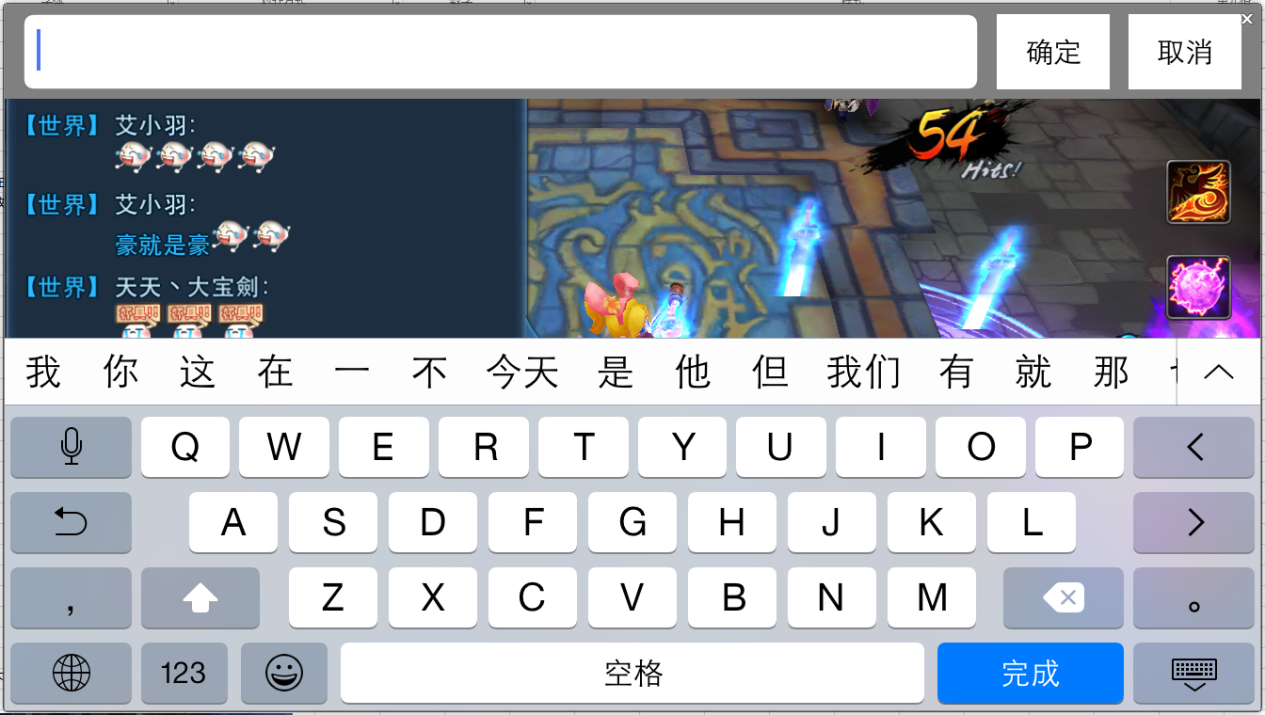 确定 取消
【世界】 艾小羽:
【世界】 艾小羽:
豪就是豪
【世界】 天天丶大宝劍:
54
Hits!
我 你 这 在 一 不 今天 是 他 但 我们 有 就 那
Q W E R T Y U I O P
A S D F G H J K L
, Z X C V B N M 。
123 空格 完成